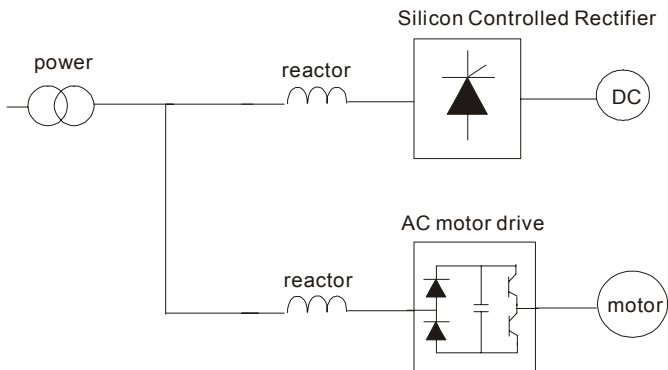 Silicon Controlled Rectifier
power
reactor
DC
AC motor drive
reactor
motor